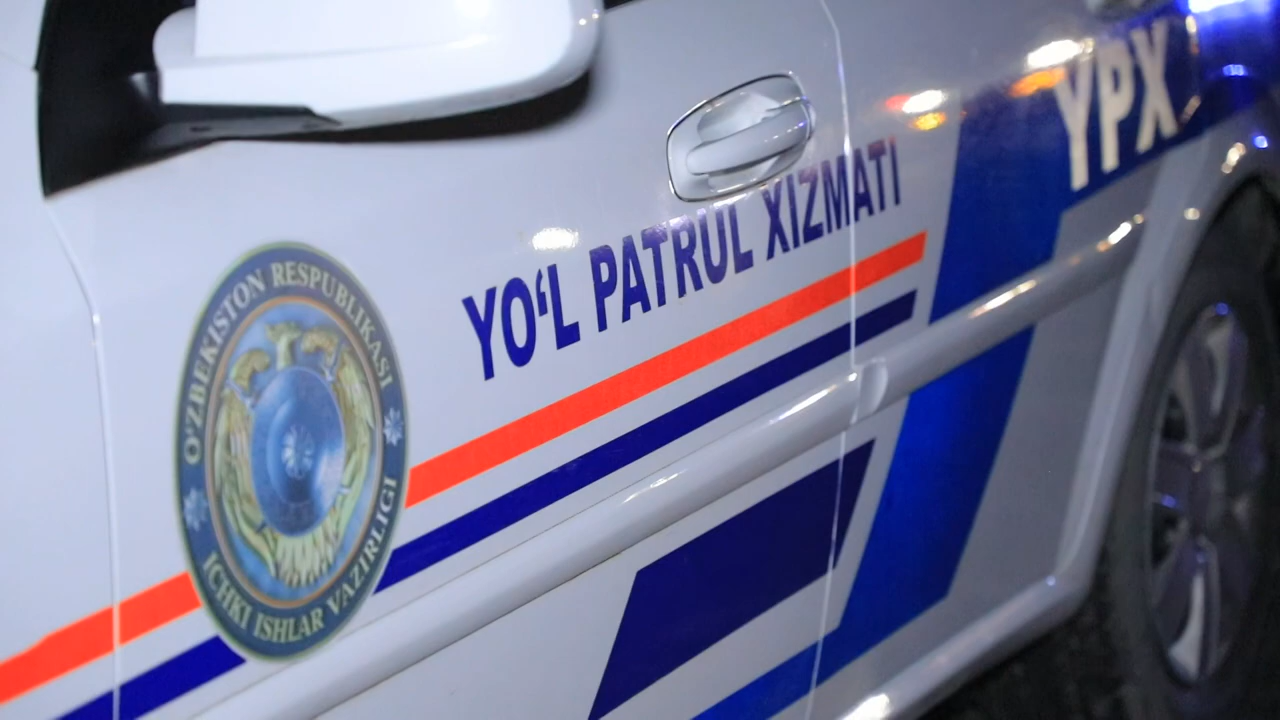 O'ZBEKISTON RESPUBLIKASI
ICHKI ISHLAR VAZIRLIGI
YO‘L PATRUL XIZMATI
YPX